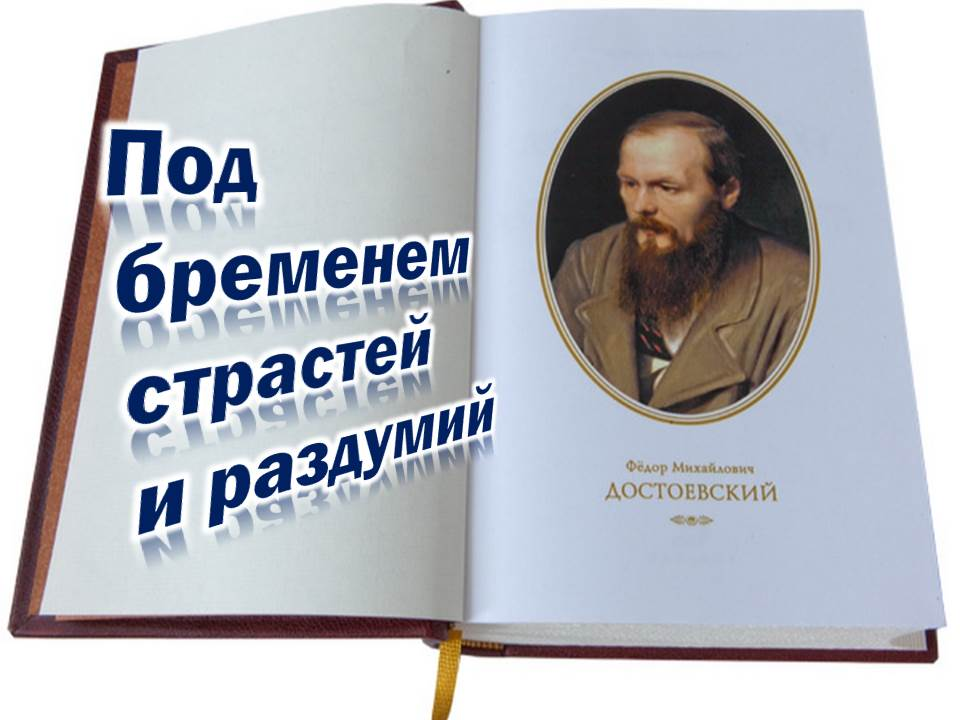 Под
бременем
страстей
и раздумий
Фёдор Михайлович
ДОСТОЕВСКИЙ